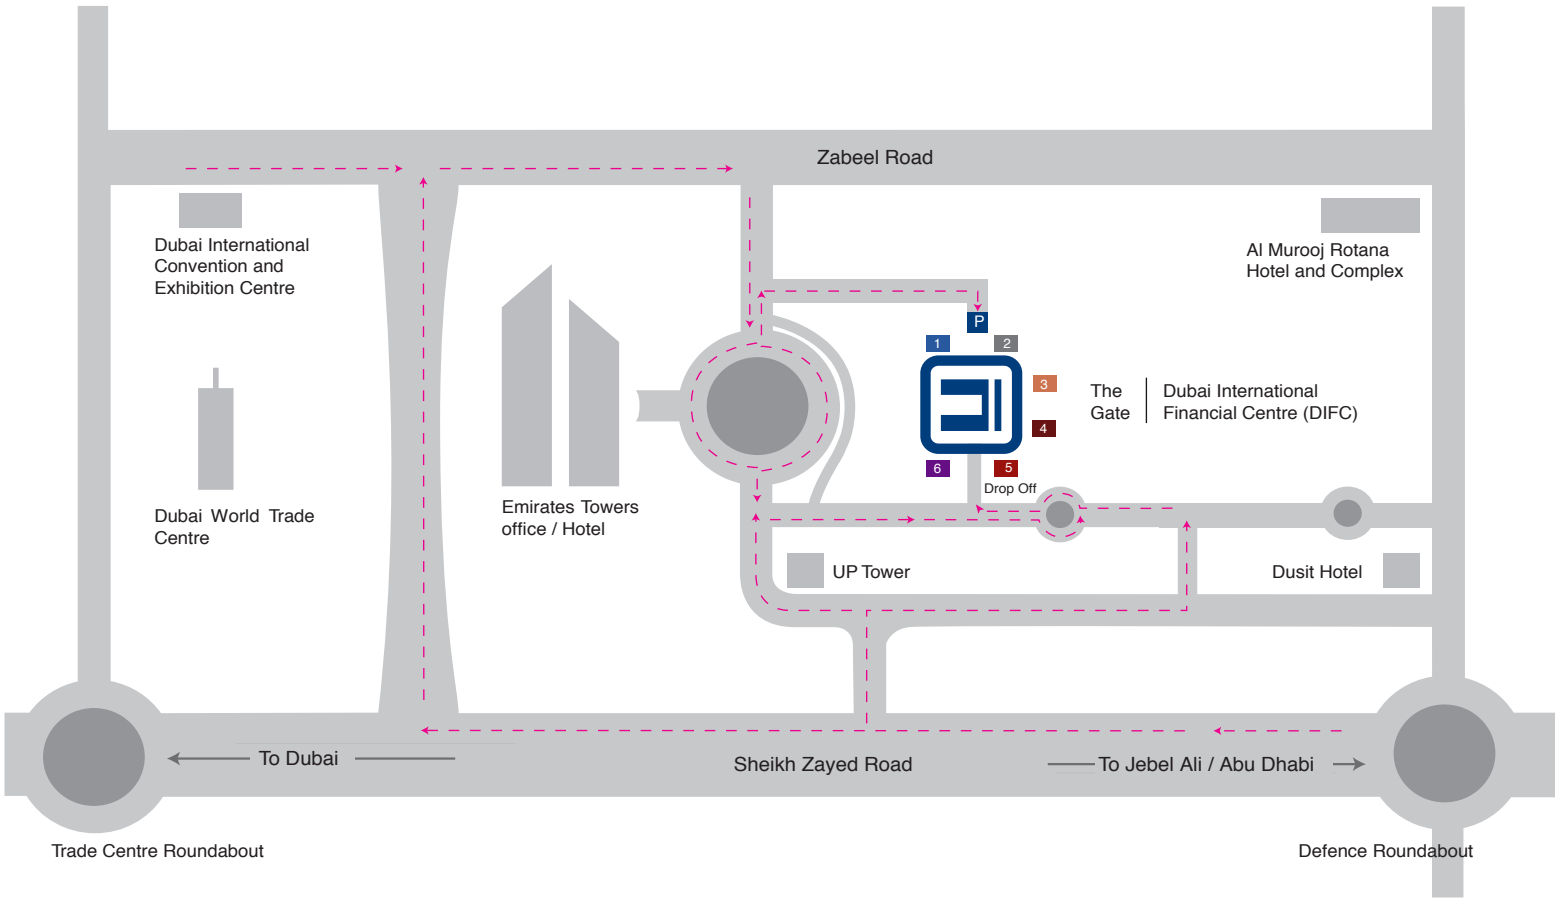 Zabeel Road
Dubai International
Convention and
Exhibition Centre
Al Murooj Rotana
Hotel and Complex
P
1
2
3
4
5
6
Drop Off
The
Gate
Dubai International
Financial Centre (DIFC)
Dubai World Trade
Centre
Emirates Towers
office / Hotel
UP Tower
Dusit Hotel
To Dubai
Sheikh Zayed Road
To Jebel Ali / Abu Dhabi
Trade Centre Roundabout
Defence Roundabout